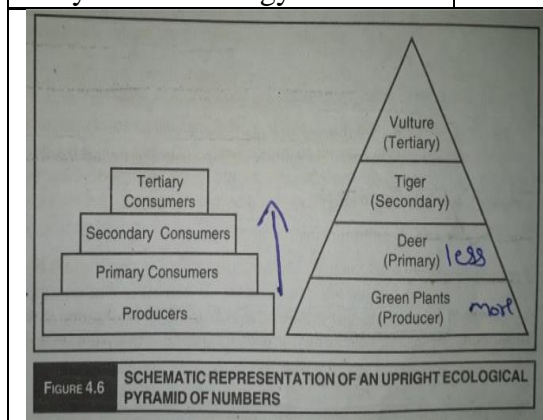 Tertiary
Consumers
Secondary Consumers
Primary Consumers
Producers
Vulture
(Tertiary)
Tiger
(Secondary)
Deer
(Primary) less
Green Plants
(Producer) more
FIGURE 4.6
SCHEMATIC REPRESENTATION OF AN UPRIGHT ECOLOGICAL
PYRAMID OF NUMBERS